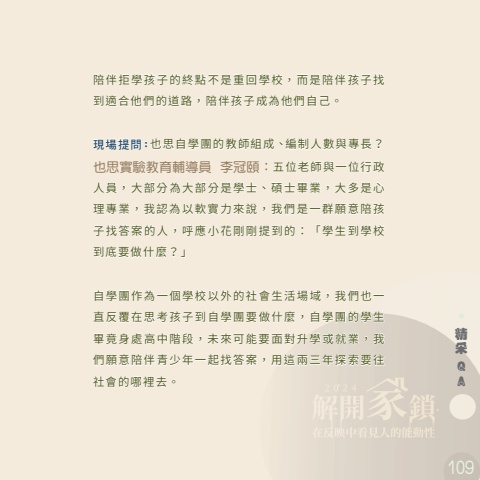 陪伴拒學孩子的終點不是重回學校，而是陪伴孩子找
到適合他們的道路，陪伴孩子成為他們自己。
現場提問：也思自學團的教師組成、編制人數與專長？
也思實驗教育輔導員 李冠頤：五位老師與一位行政
人員，大部分為大部分是學士、碩士畢業，大多是心
理專業，我認為以軟實力來說，我們是一群願意陪孩
子找答案的人，呼應小花剛剛提到的：「學生到學校
到底要做什麼？」
自學團作為一個學校以外的社會生活場域，我們也一
直反覆在思考孩子到自學團要做什麼，自學團的學生
畢竟身處高中階段，未來可能要面對升學或就業，我
們願意陪伴青少年一起找答案，用這兩三年探索要往
社會的哪裡去。
精采QA
2024
解開家鎖
在反映中看見人的能動性
109